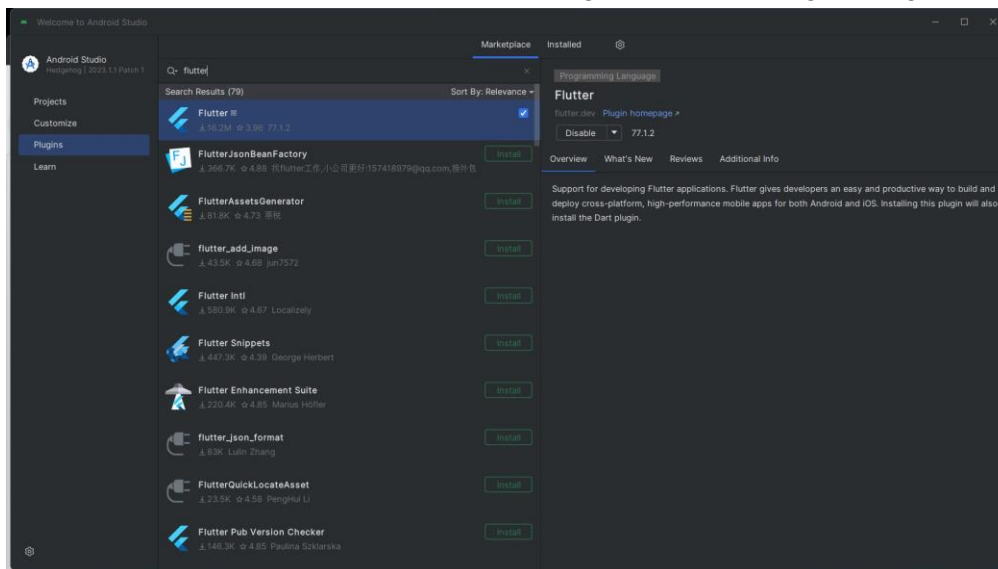 Welcome to Android Studio
Android Studio
Hedgehog | 2023.1.1 Patch 1
Projects
Customize
Plugins
Learn
Marketplace
Installed
flutter
Search Results (79)
Sort By: Relevance
Flutter
16.2M 3.96 77.1.2
FlutterJsonBeanFactory
Install
366.7K 4.88 找flutter工作,小公司更好:157418979@qq.com,接外包
FlutterAssetsGenerator
Install
81.8K 4.73
flutter_add_image
Install
43.5K 4.68 jun7572
Flutter Intl
Install
580.9K 4.67 Localizely
Flutter Snippets
Install
447.3K 4.39 George Herbert
Flutter Enhancement Suite
Install
220.4K 4.85 Marius Höfler
flutter_json_format
Install
83K Lulin Zhang
FlutterQuickLocateAsset
Install
23.5K 4.58 PengHui Li
Flutter Pub Version Checker
Install
146.3K 4.85 Paulina Szklarska
Programming Language
Flutter
flutter.dev Plugin homepage
Disable 77.1.2
Overview What's New Reviews Additional Info
Support for developing Flutter applications. Flutter gives developers an easy and productive way to build and
deploy cross-platform, high-performance mobile apps for both Android and iOS. Installing this plugin will also
install the Dart plugin.